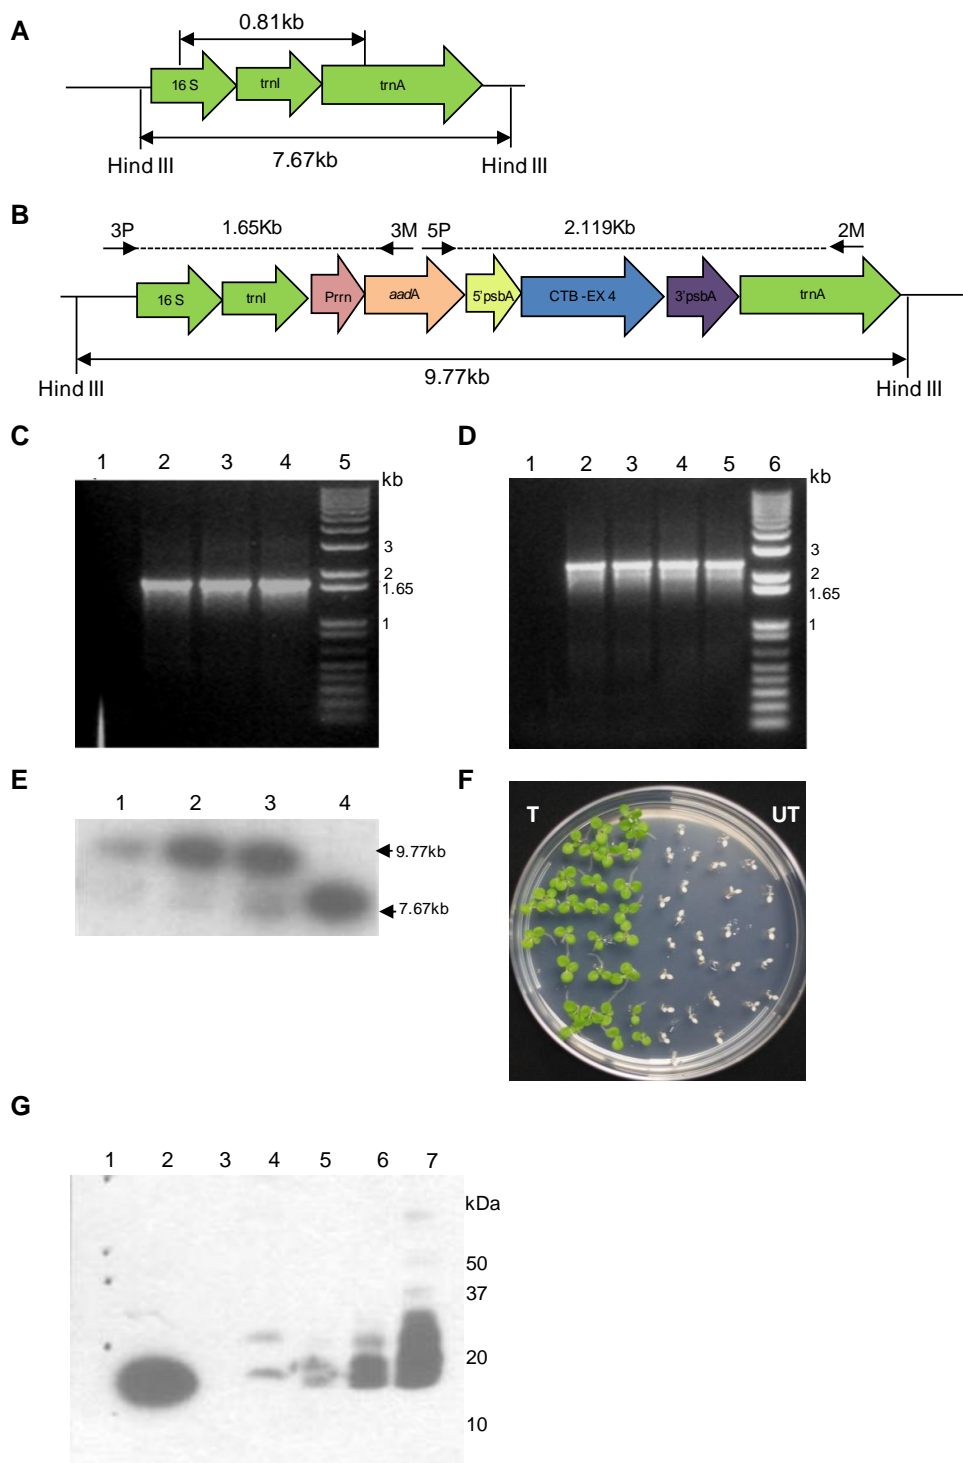 A
0.81kb
16 S trnI trnA
Hind III 7.67kb Hind III
B
3P 1.65Kb 3M 5P 2.119Kb 2M
16 S trnI Prrn aadA 5'psbA CTB -EX 4 3'psbA trnA
Hind III 9.77kb Hind III
C
1 2 3 4 5
kb
3
2
1.65
1
D
1 2 3 4 5 6
kb
3
2
1.65
1
E
1 2 3 4
9.77kb
7.67kb
F
T UT
G
1 2 3 4 5 6 7
kDa
50
37
20
10